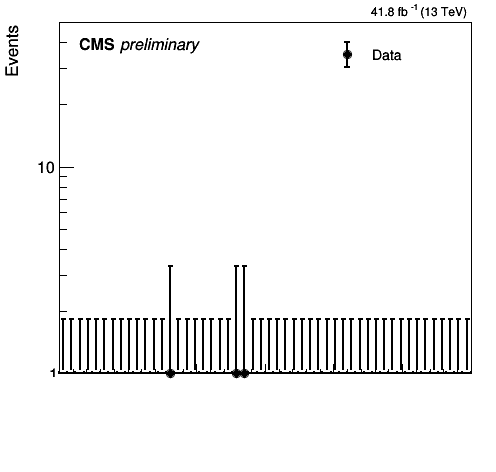 41.8 fb -1 (13 TeV)
Events
CMS preliminary
Data
10
1